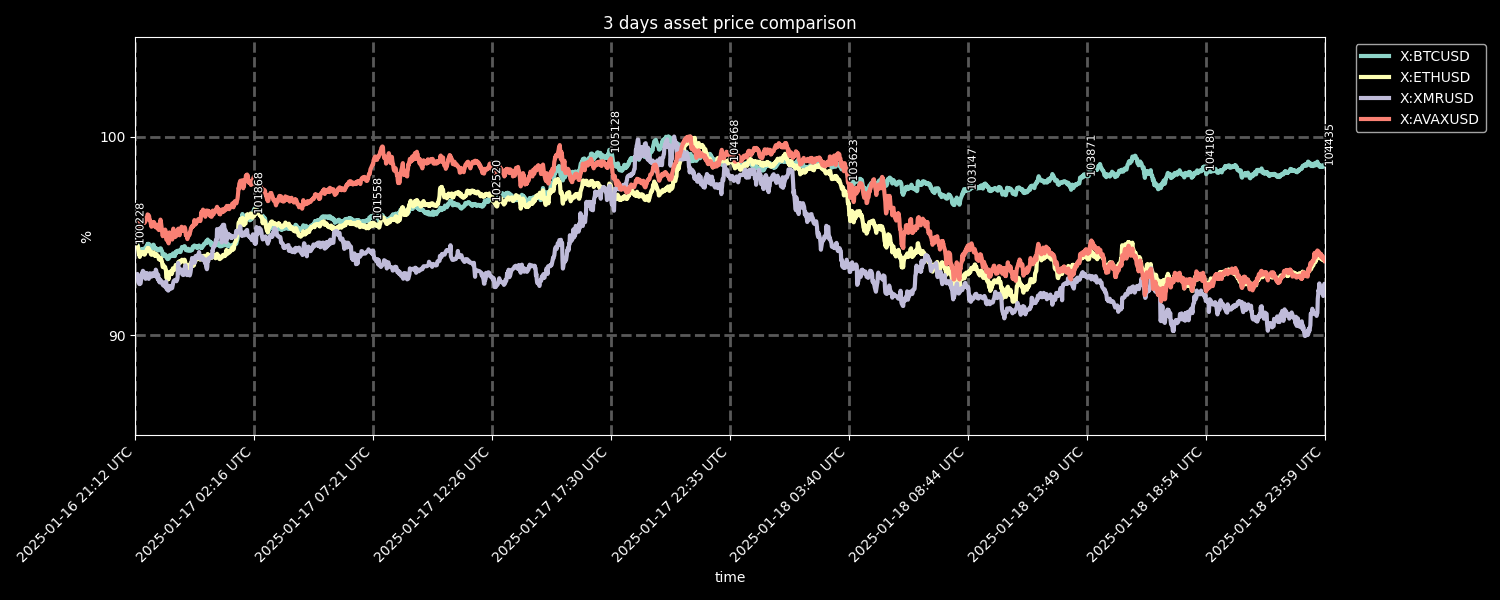 3 days asset price comparison
X:BTCUSD
X:ETHUSD
X:XMRUSD
X:AVAXUSD
100
90
%
100228
101868
101558
102520
105128
104668
103623
103147
103871
104180
104435
2025-01-16 21:12 UTC
2025-01-17 02:16 UTC
2025-01-17 07:21 UTC
2025-01-17 12:26 UTC
2025-01-17 17:30 UTC
2025-01-17 22:35 UTC
2025-01-18 03:40 UTC
2025-01-18 08:44 UTC
2025-01-18 13:49 UTC
2025-01-18 18:54 UTC
2025-01-18 23:59 UTC
time